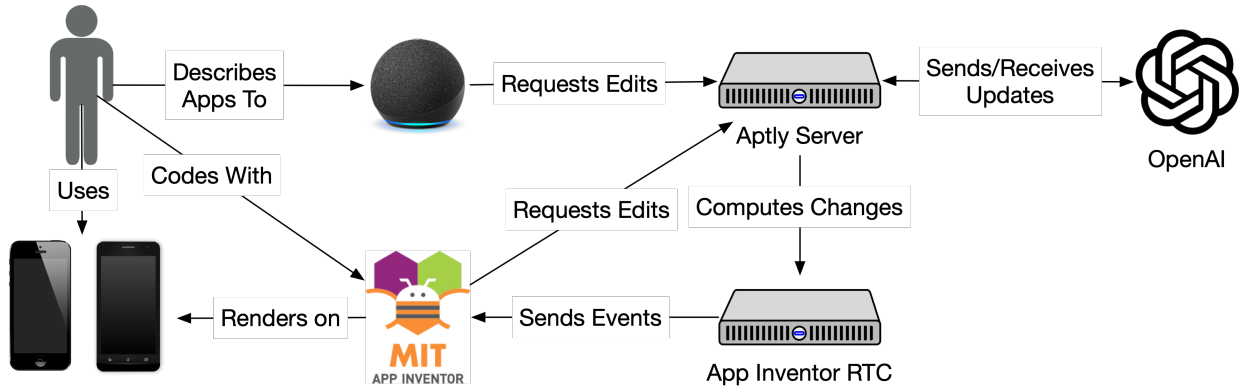 Describes
Apps To
Requests Edits
Sends/Receives
Updates
Aptly Server
OpenAI
Codes With
Uses
Requests Edits
Computes Changes
Renders on
MIT
APP INVENTOR
Sends Events
App Inventor RTC